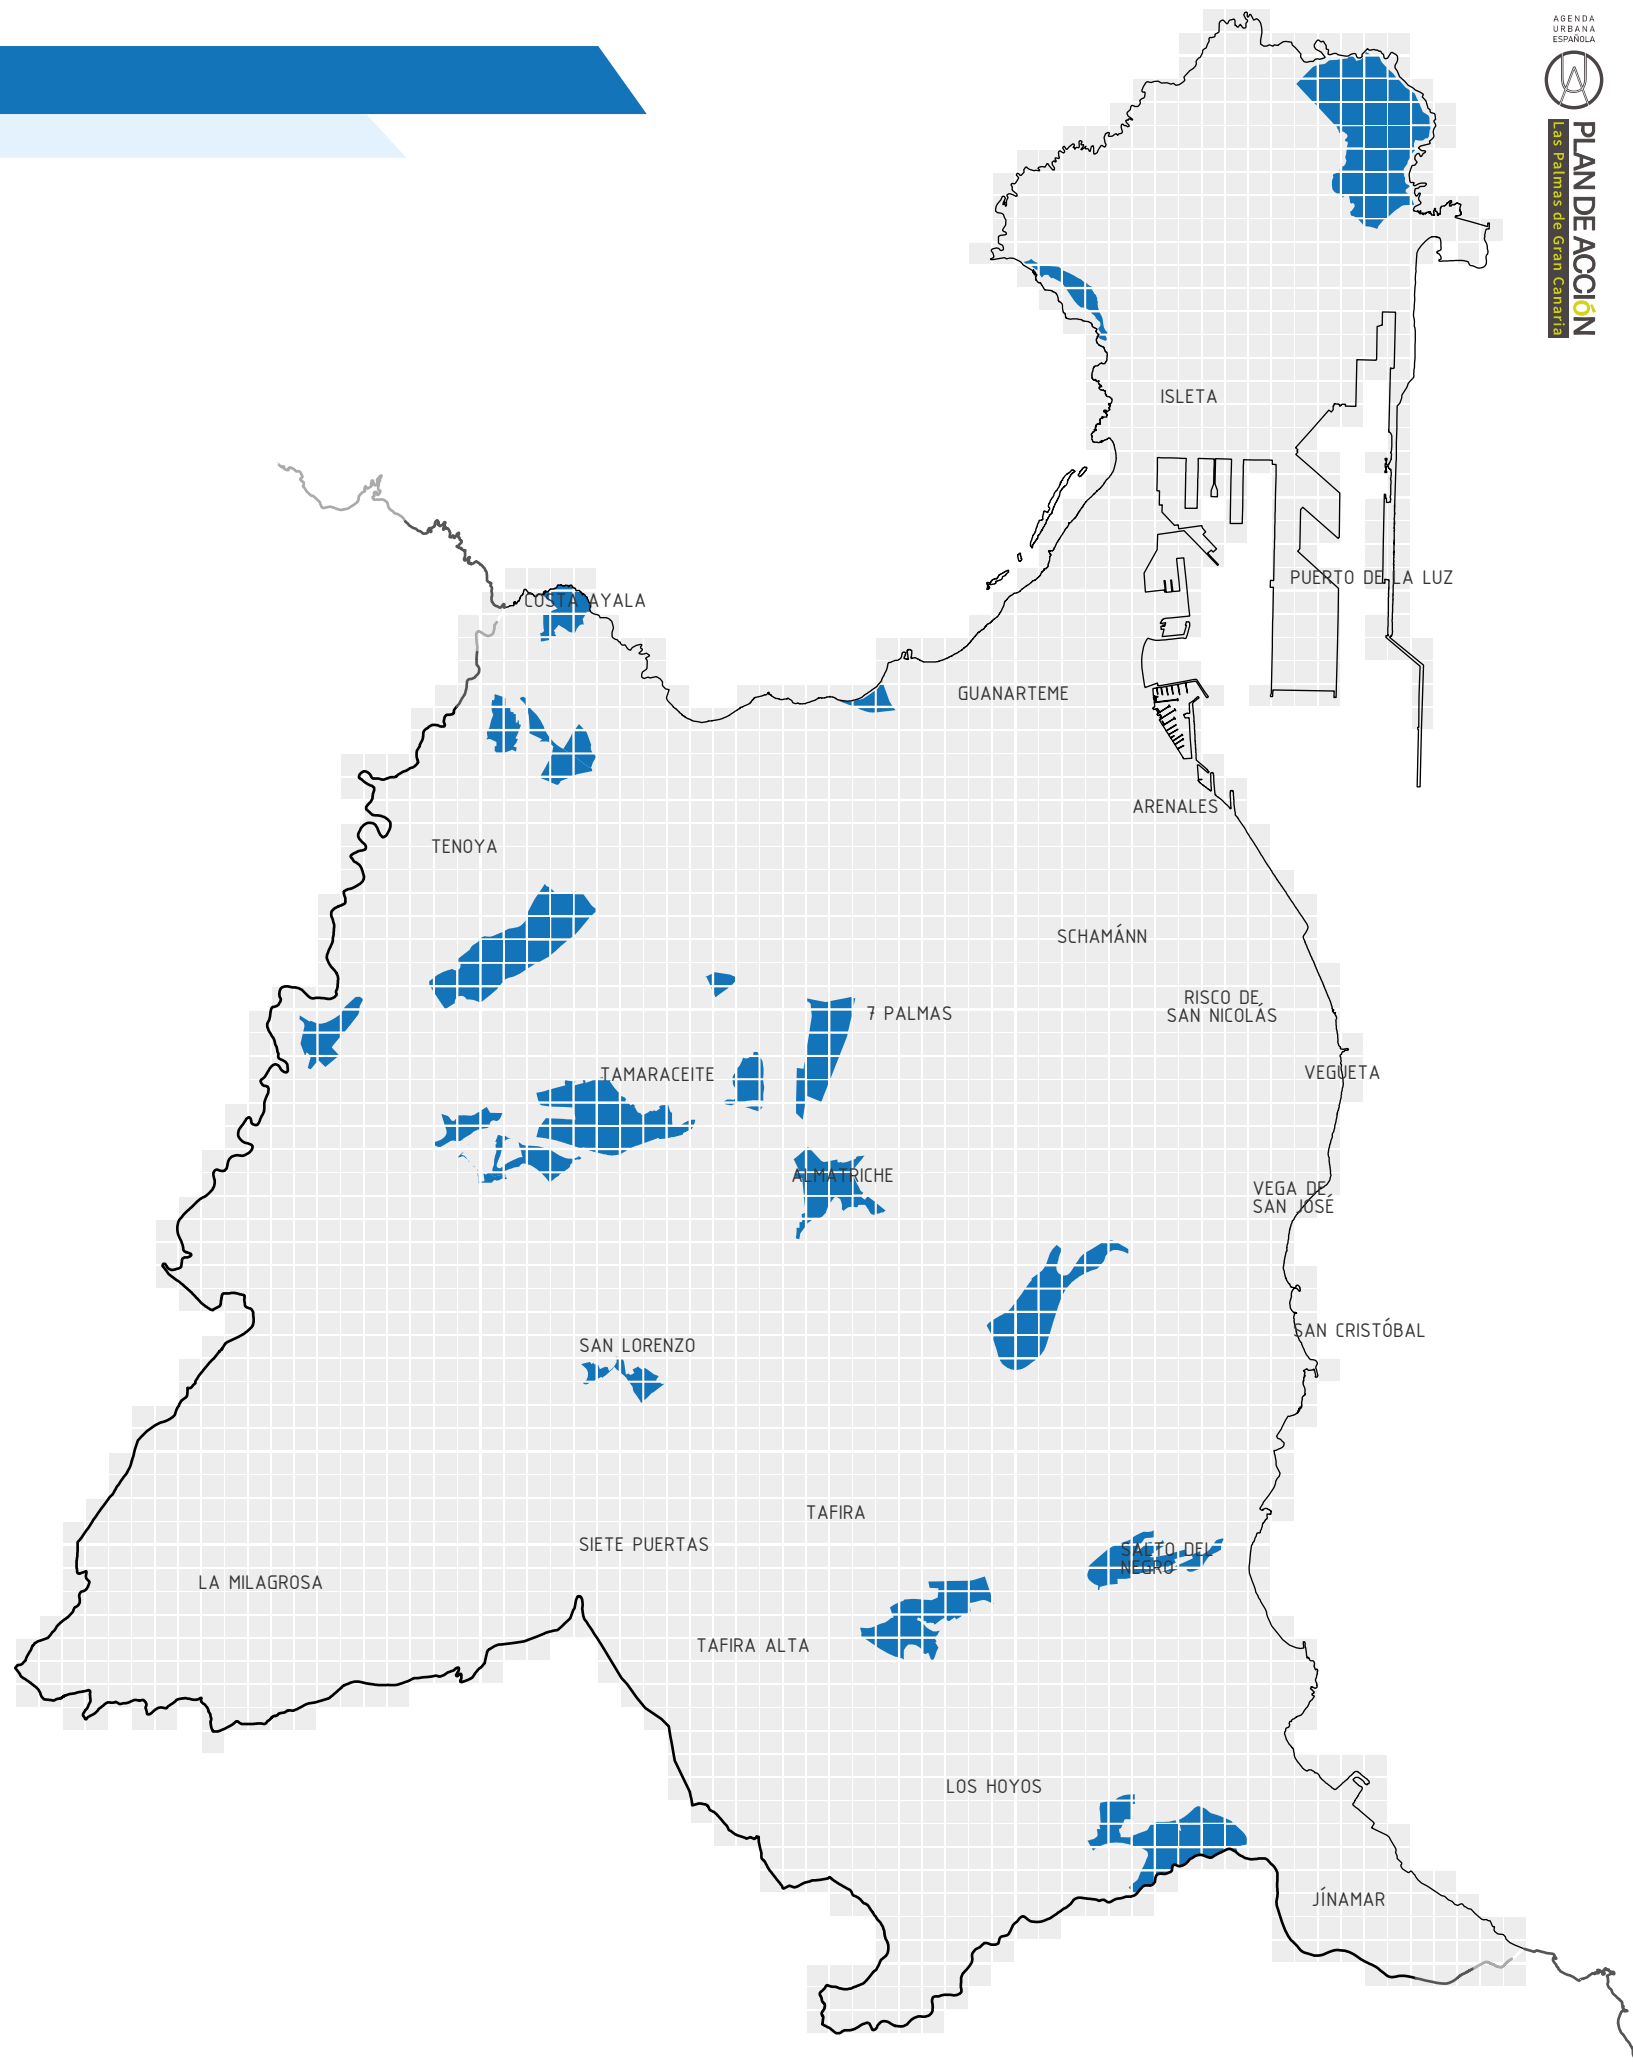 AGENDA
URBANA
ESPAÑOLA
PLAN DE ACCIÓN
Las Palmas de Gran Canaria
ISLETA
PUERTO DE LA LUZ
COSTA AYALA
GUANARTEME
ARENALES
TENOYA
SCHAMÁNN
RISCO DE
SAN NICOLÁS
7 PALMAS
VEGUETA
TAMARACEITE
ALMATRICHE
VEGA DE
SAN JOSÉ
SAN CRISTÓBAL
SAN LORENZO
TAFIRA
SIETE PUERTAS
SALTO DEL
NEGRO
LA MILAGROSA
TAFIRA ALTA
LOS HOYOS
JÍNAMAR